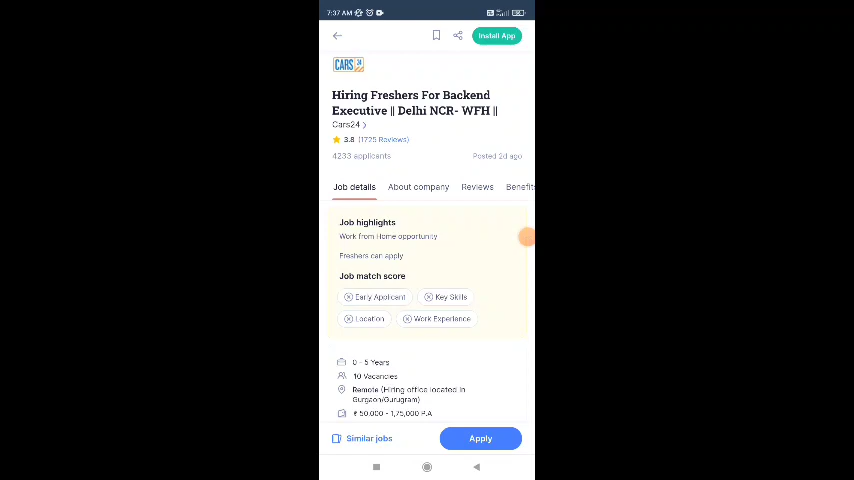 7:37 AM
Install App
CARS 24
Hiring Freshers For Backend
Executive || Delhi NCR- WFH ||
Cars24
3.8 (1725 Reviews)
4233 applicants Posted 2d ago
Job details About company Reviews Benefits
Job highlights
Work from Home opportunity
Freshers can apply
Job match score
Early Applicant Key Skills
Location Work Experience
0 - 5 Years
10 Vacancies
Remote (Hiring office located in
Gurgaon/Gurugram)
₹ 50,000 - 1,75,000 P.A
Similar jobs Apply